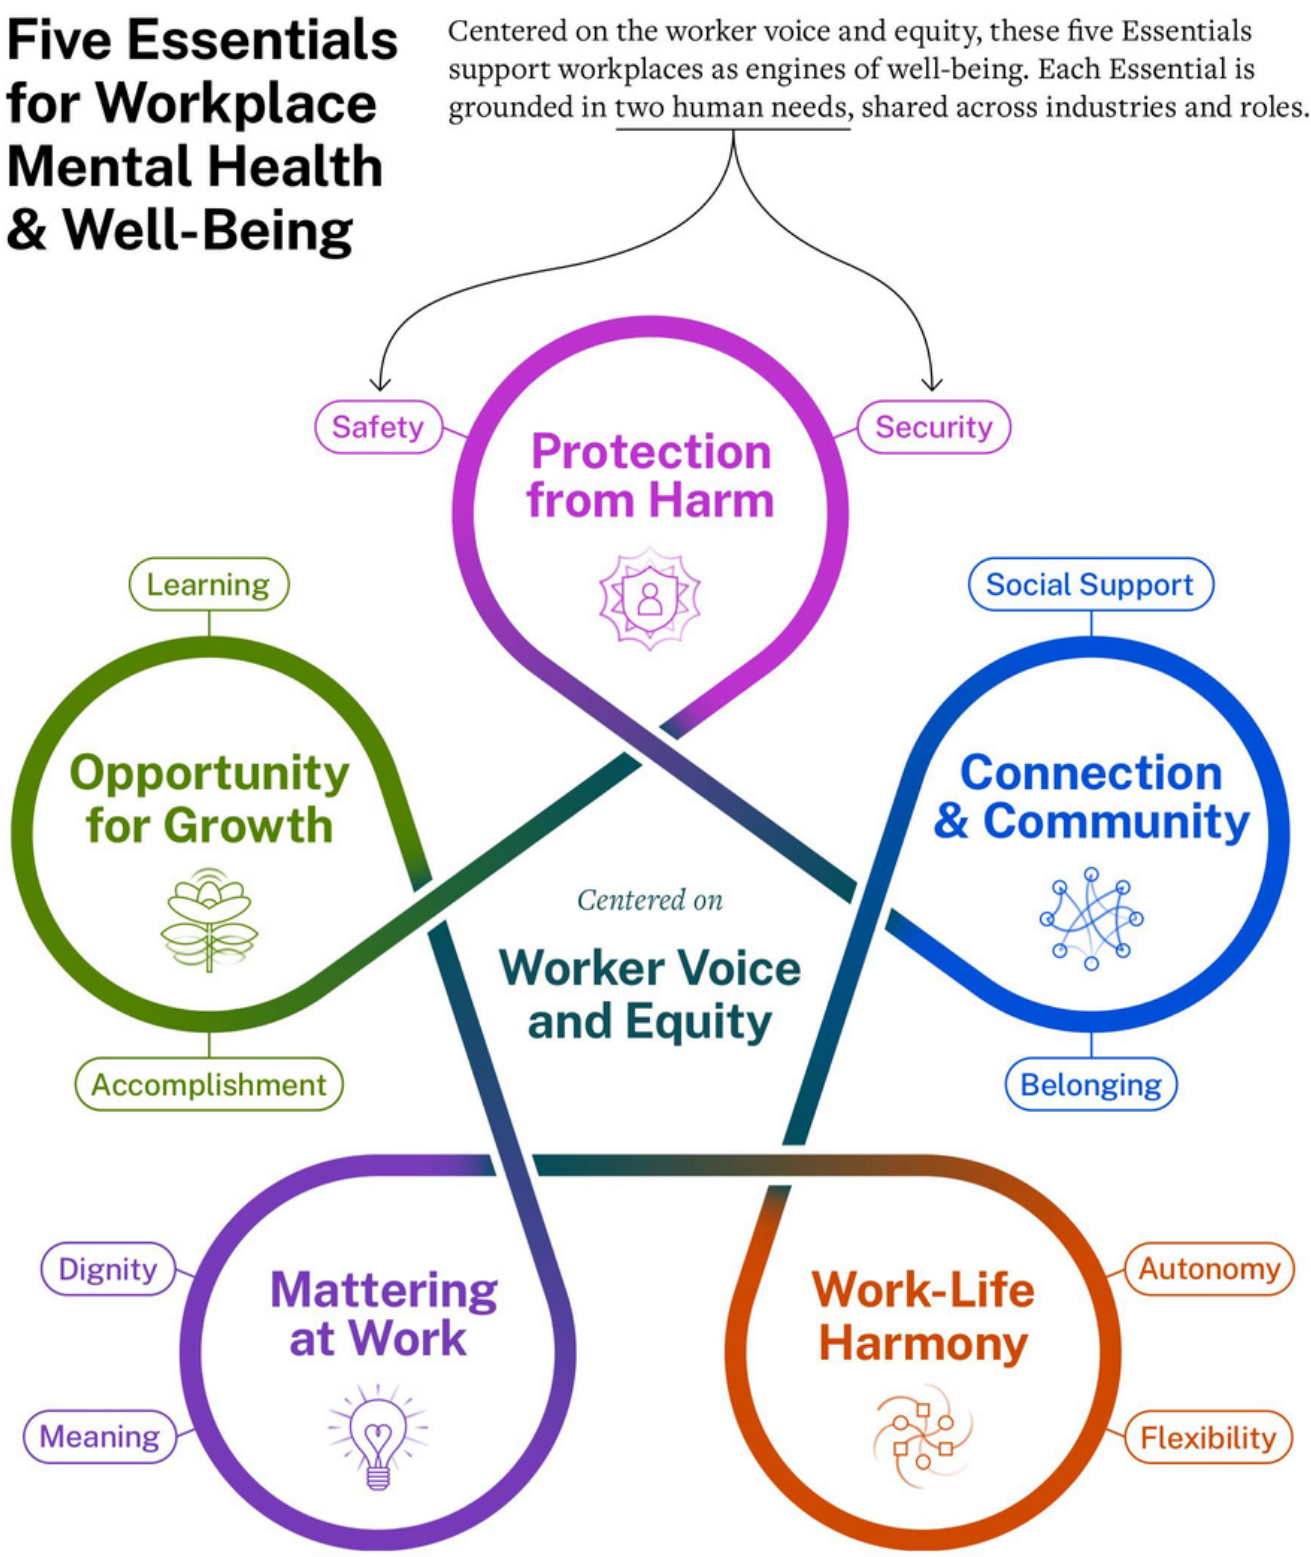 Five Essentials
for Workplace
Mental Health
& Well-Being
Centered on the worker voice and equity, these five Essentials
support workplaces as engines of well-being. Each Essential is
grounded in two human needs, shared across industries and roles.
Safety
Security
Protection
from Harm
Learning
Social Support
Opportunity
for Growth
Connection
& Community
Centered on
Worker Voice
and Equity
Accomplishment
Belonging
Dignity
Autonomy
Mattering
at Work
Work-Life
Harmony
Meaning
Flexibility